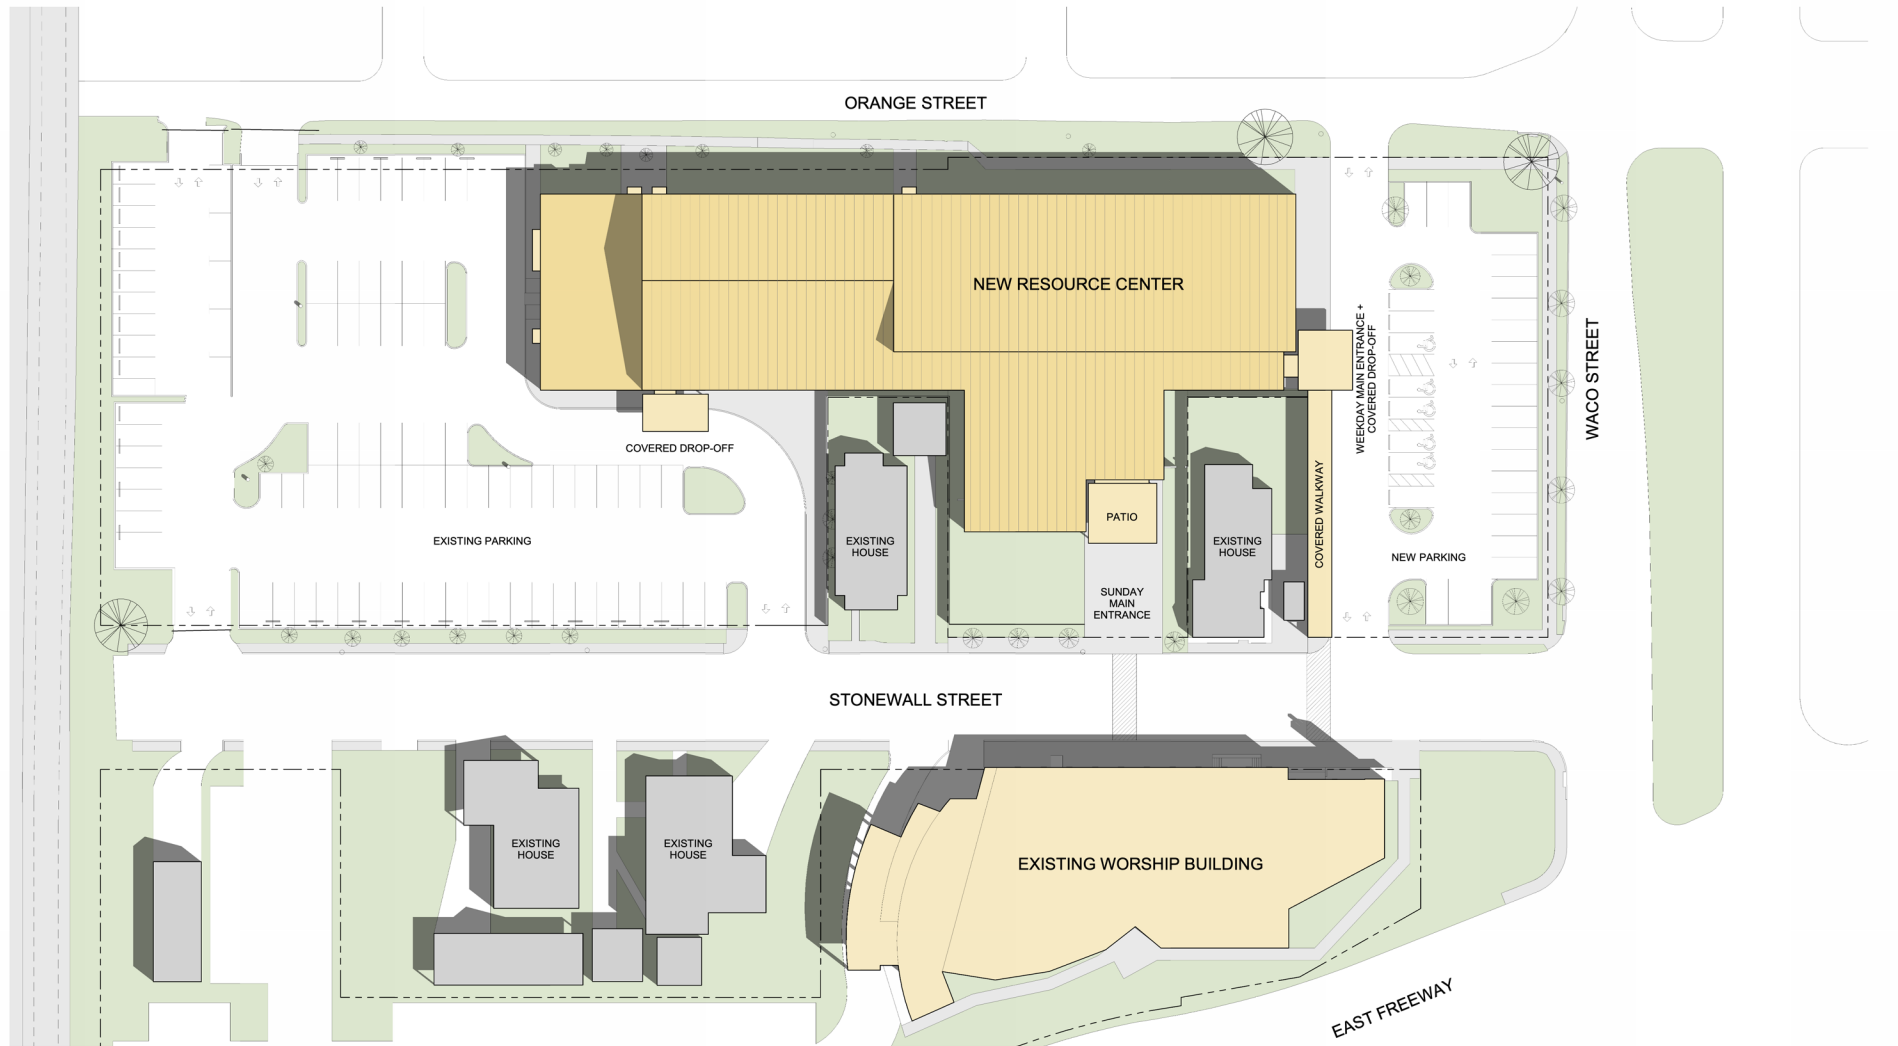 ORANGE STREET
NEW RESOURCE CENTER
WEEKDAY MAIN ENTRANCE +
COVERED DROP-OFF
WACO STREET
COVERED DROP-OFF
COVERED WALKWAY
PATIO
EXISTING PARKING
EXISTING
HOUSE
EXISTING
HOUSE
NEW PARKING
SUNDAY
MAIN
ENTRANCE
STONEWALL STREET
EXISTING
HOUSE
EXISTING
HOUSE
EXISTING WORSHIP BUILDING
EAST FREEWAY